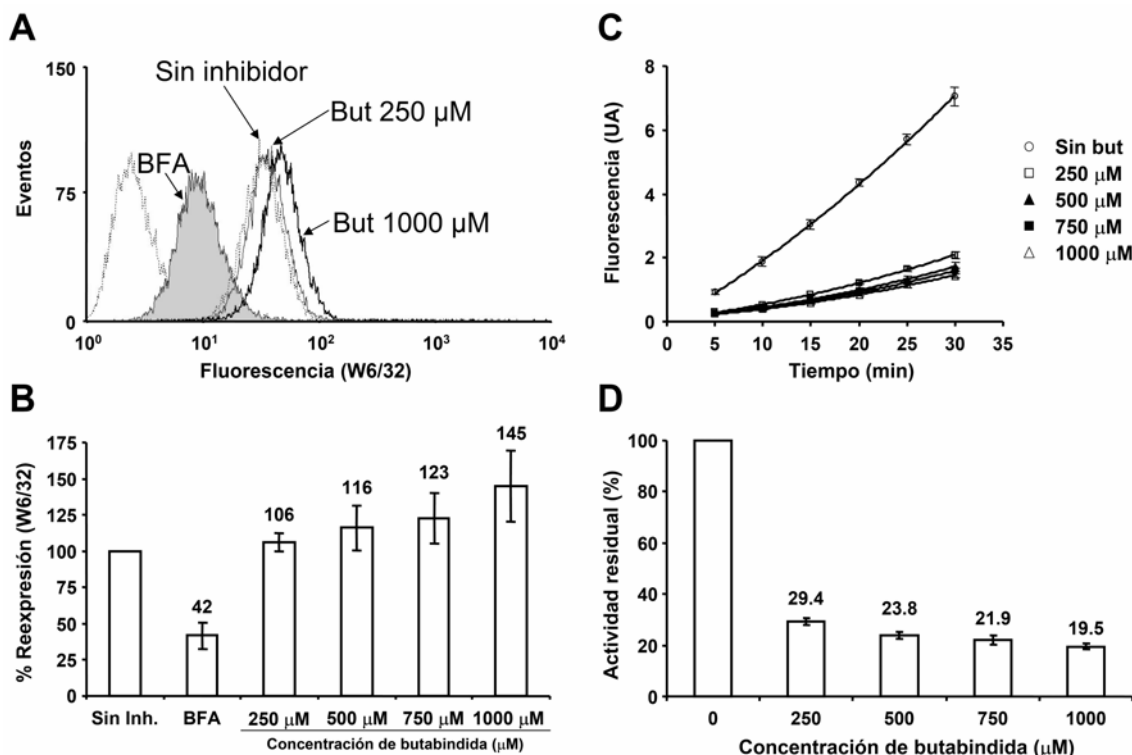 A
150
75
0
Eventos
Sin inhibidor
But 250 µM
BFA
But 1000 µM
10⁰
10¹
10²
10³
10⁴
Fluorescencia (W6/32)
B
175
150
125
100
75
50
25
0
% Reexpresión (W6/32)
42
106
116
123
145
Sin Inh.
BFA
250 µM
500 µM
750 µM
1000 µM
Concentración de butabindida (µM)
C
8
6
4
2
0
Fluorescencia (UA)
0
5
10
15
20
25
30
35
Tiempo (min)
Sin but
250 µM
500 µM
750 µM
1000 µM
D
100
80
60
40
20
0
Actividad residual (%)
29.4
23.8
21.9
19.5
0
250
500
750
1000
Concentración de butabindida (µM)